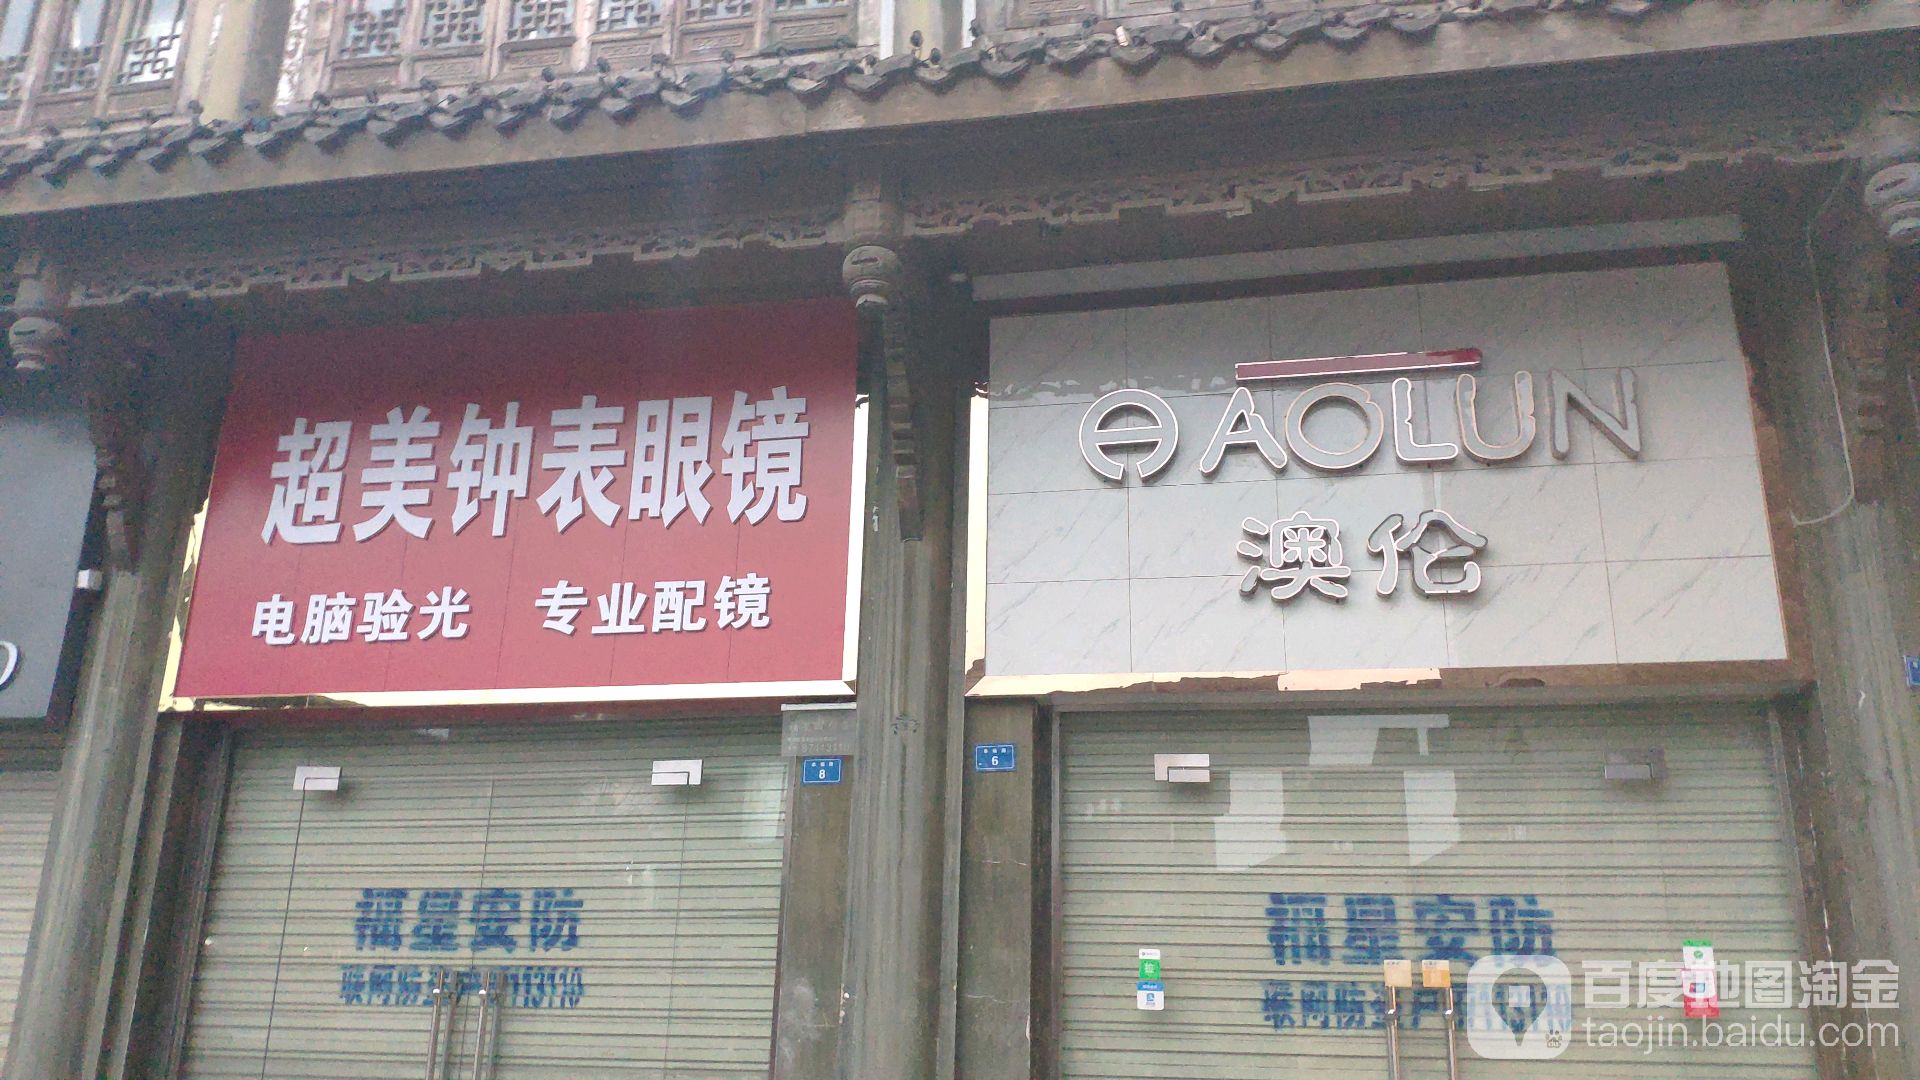 超美钟表眼镜
电脑验光 专业配镜
AOLUN
澳伦
8
6
福星安防
福星安防
百度地图淘金
taojin.baidu.com